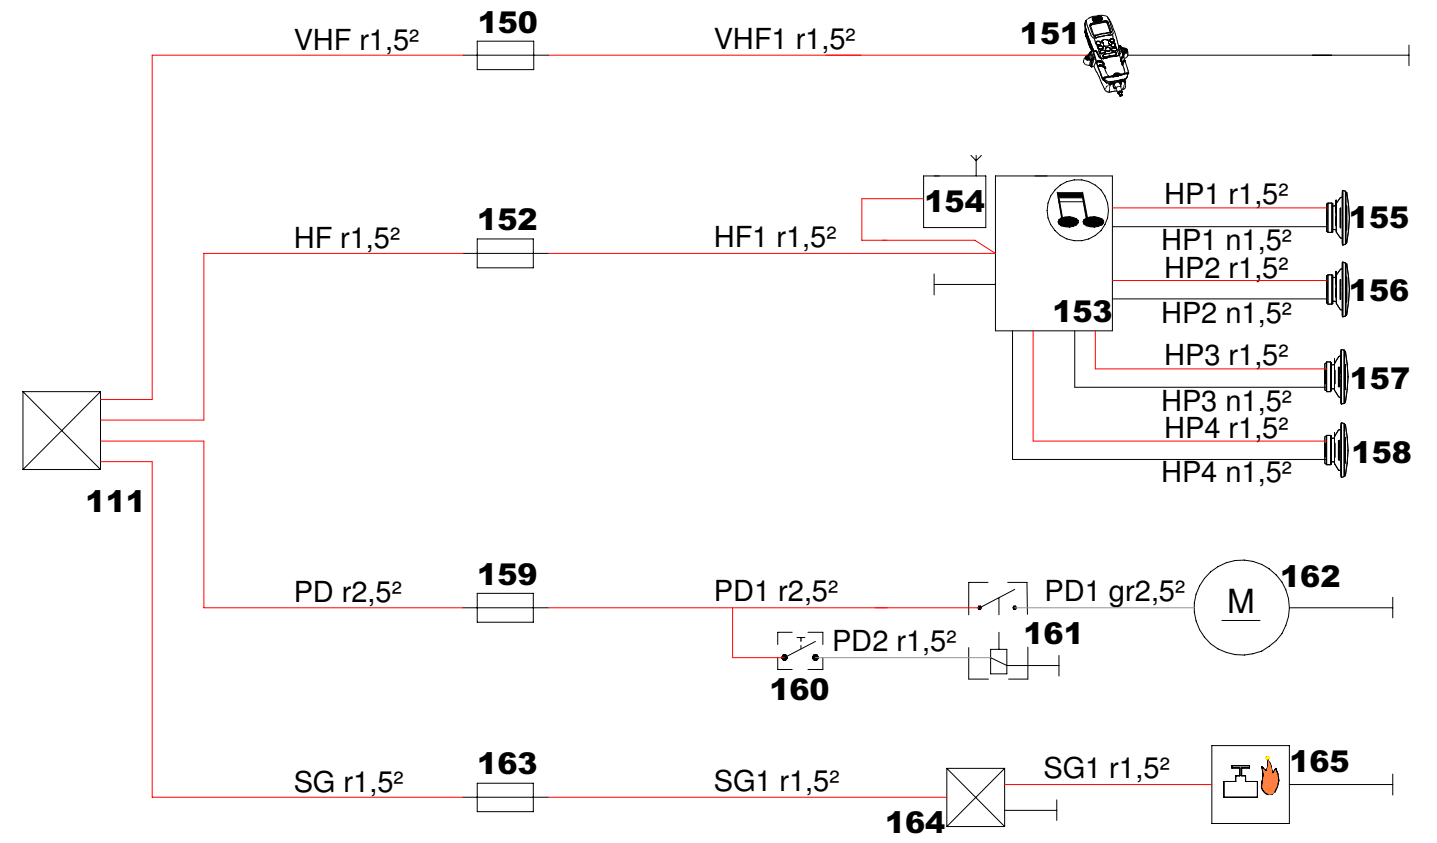 150
VHF r1,5²
VHF1 r1,5²
151
154
HP1 r1,5²
155
152
HF r1,5²
HF1 r1,5²
HP1 n1,5²
HP2 r1,5²
156
153
HP2 n1,5²
HP3 r1,5²
157
HP3 n1,5²
HP4 r1,5²
158
HP4 n1,5²
111
159
PD r2,5²
PD1 r2,5²
PD1 gr2,5²
162
M
161
PD2 r1,5²
160
163
SG r1,5²
SG1 r1,5²
SG1 r1,5²
165
164